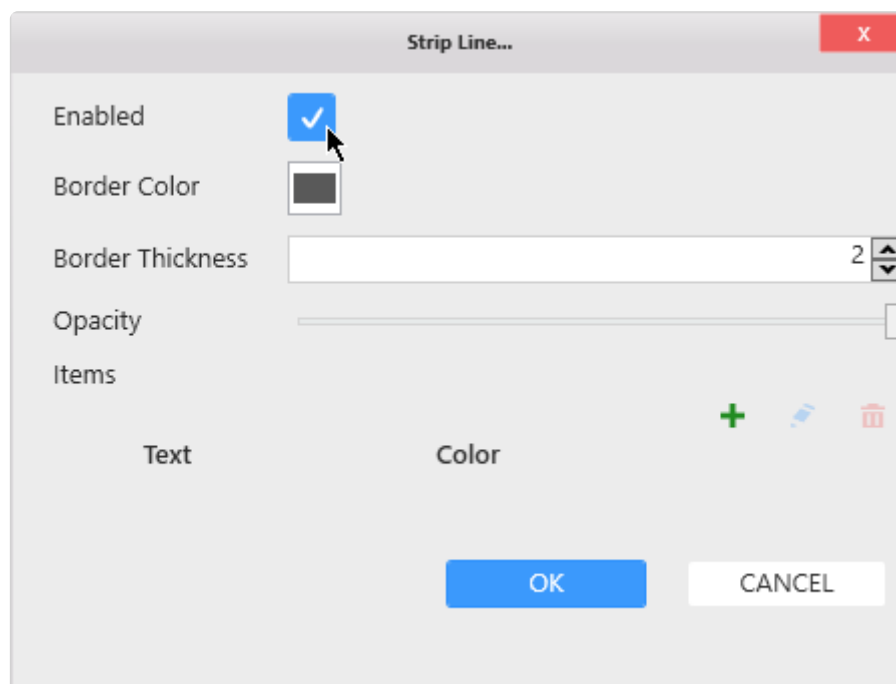 Strip Line...
X
Enabled
Border Color
Border Thickness 2
Opacity
Items
Text Color
OK CANCEL